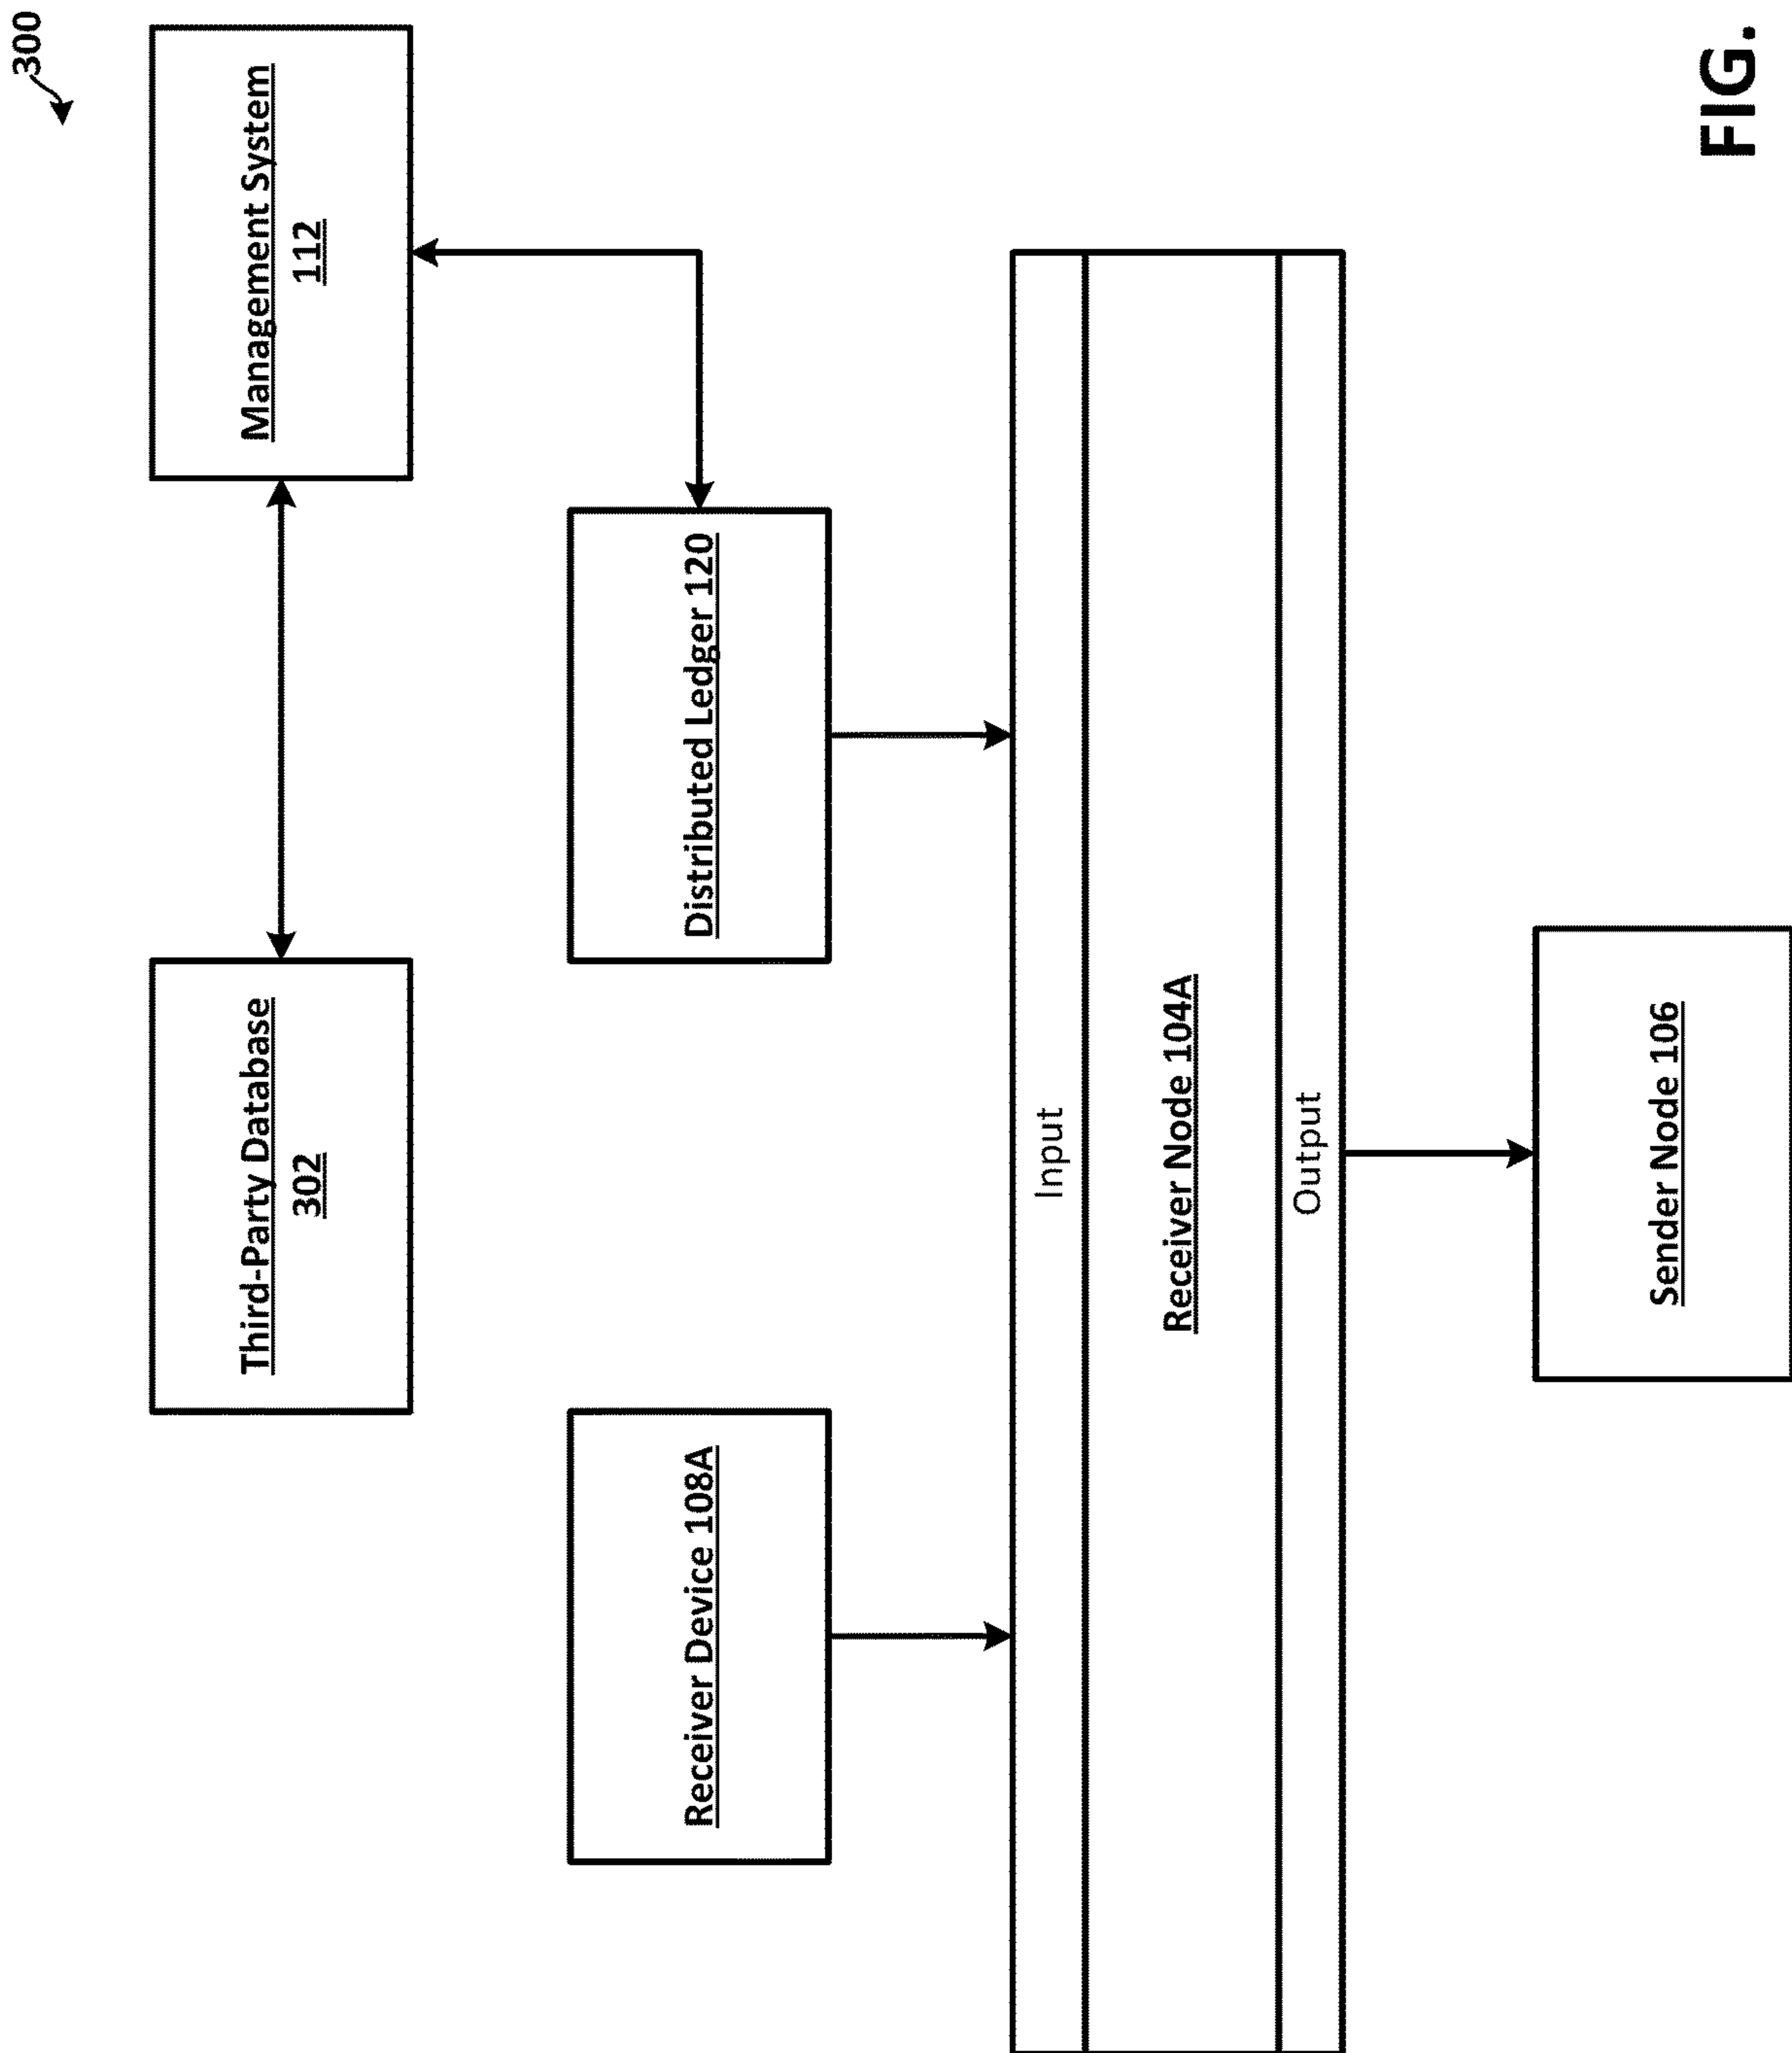 300
Third-Party Database
302
Management System
112
Receiver Device 108A
Distributed Ledger 120
Input
Receiver Node 104A
Output
Sender Node 106
FIG.